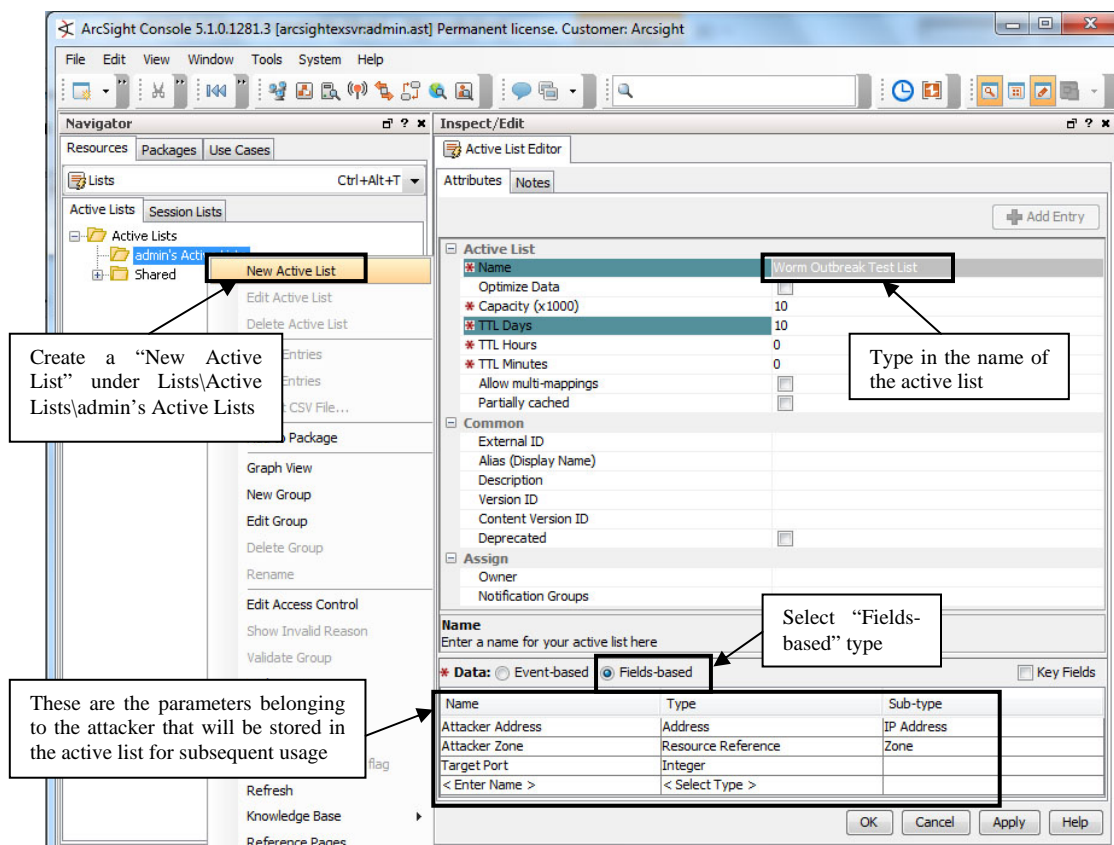 ArcSight Console 5.1.0.1281.3 [arcsightexsvr:admin.ast] Permanent license. Customer: Arcsight
File Edit View Window Tools System Help
Navigator
Resources Packages Use Cases
Lists Ctrl+Alt+T
Active Lists Session Lists
Active Lists
admin's Active
Shared
New Active List
Edit Active List
Delete Active List
Entries
Entries
CSV File...
Package
Graph View
New Group
Edit Group
Delete Group
Rename
Edit Access Control
Show Invalid Reason
Validate Group
flag
Refresh
Knowledge Base
Reference Pages
Create a “New Active
List” under Lists\Active
Lists\admin’s Active Lists
These are the parameters belonging
to the attacker that will be stored in
the active list for subsequent usage
Inspect/Edit
Active List Editor
Attributes Notes
Add Entry
Active List
* Name Worm Outbreak Test List
Optimize Data
* Capacity (x1000) 10
* TTL Days 10
* TTL Hours 0
* TTL Minutes 0
Allow multi-mappings
Partially cached
Common
External ID
Alias (Display Name)
Description
Version ID
Content Version ID
Deprecated
Assign
Owner
Notification Groups
Type in the name of
the active list
Name
Enter a name for your active list here
Select “Fields-
based” type
* Data: Event-based Fields-based Key Fields
Name Type Sub-type
Attacker Address Address IP Address
Attacker Zone Resource Reference Zone
Target Port Integer
< Enter Name > < Select Type >
OK Cancel Apply Help